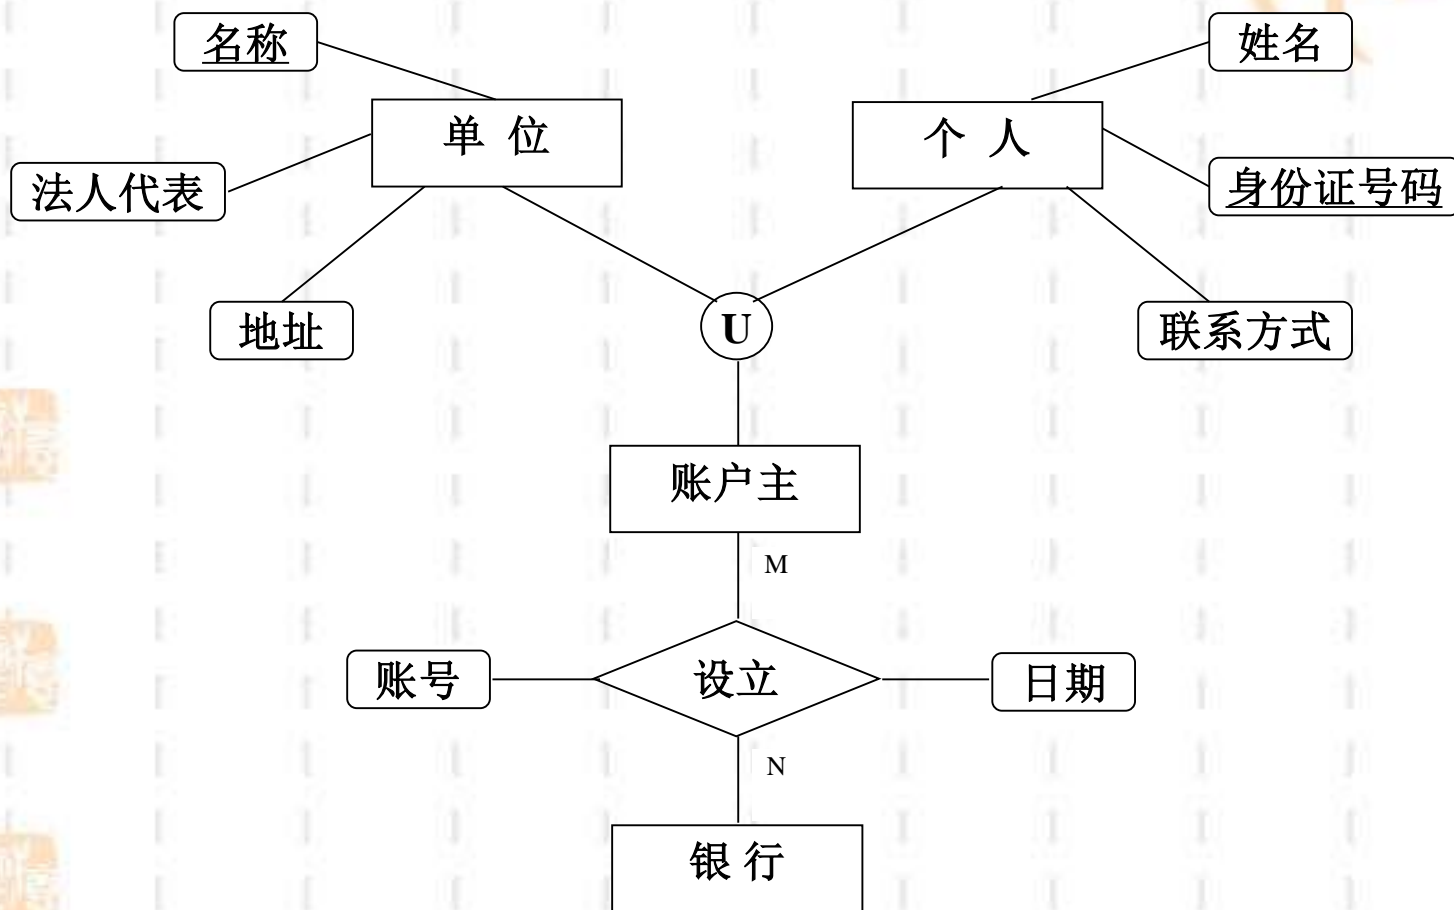 名称
姓名
单 位
个 人
法人代表
身份证号码
地址
U
联系方式
账户主
M
账号
设立
日期
N
银 行